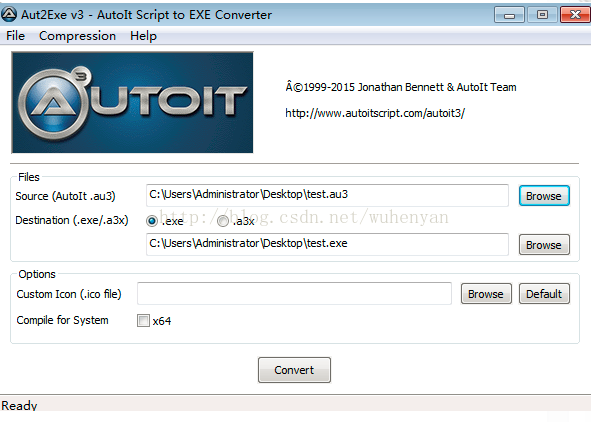 Aut2Exe v3 - AutoIt Script to EXE Converter
File Compression Help
AUTOIT 3
Â©1999-2015 Jonathan Bennett & AutoIt Team
http://www.autoitscript.com/autoit3/
Files
Source (AutoIt .au3) C:\Users\Administrator\Desktop\test.au3 Browse
Destination (.exe/.a3x) .exe .a3x
http://blog.csdn.net/wuhenyan
C:\Users\Administrator\Desktop\test.exe Browse
Options
Custom Icon (.ico file) Browse Default
Compile for System x64
Convert
Ready